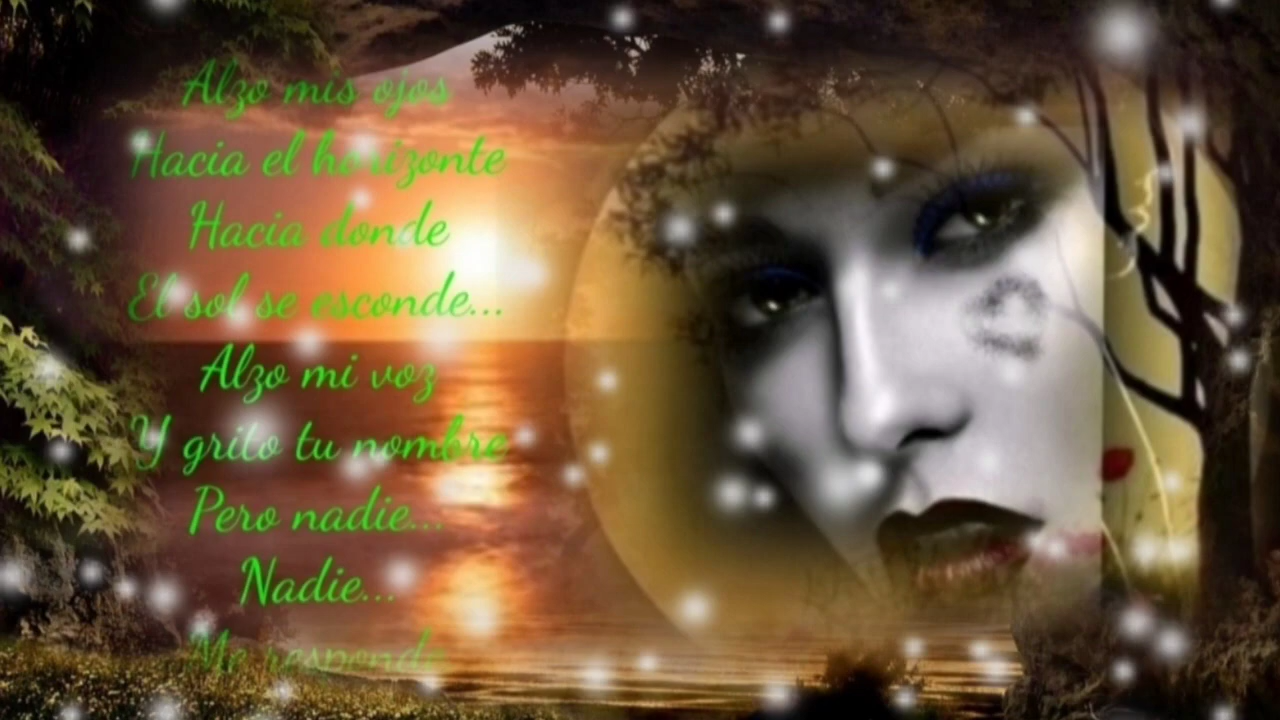 Alzo mis ojos
Hacia el horizonte
Hacia donde
El sol se esconde...
Alzo mi voz
Y grito tu nombre
Pero nadie...
Nadie...
Me responde